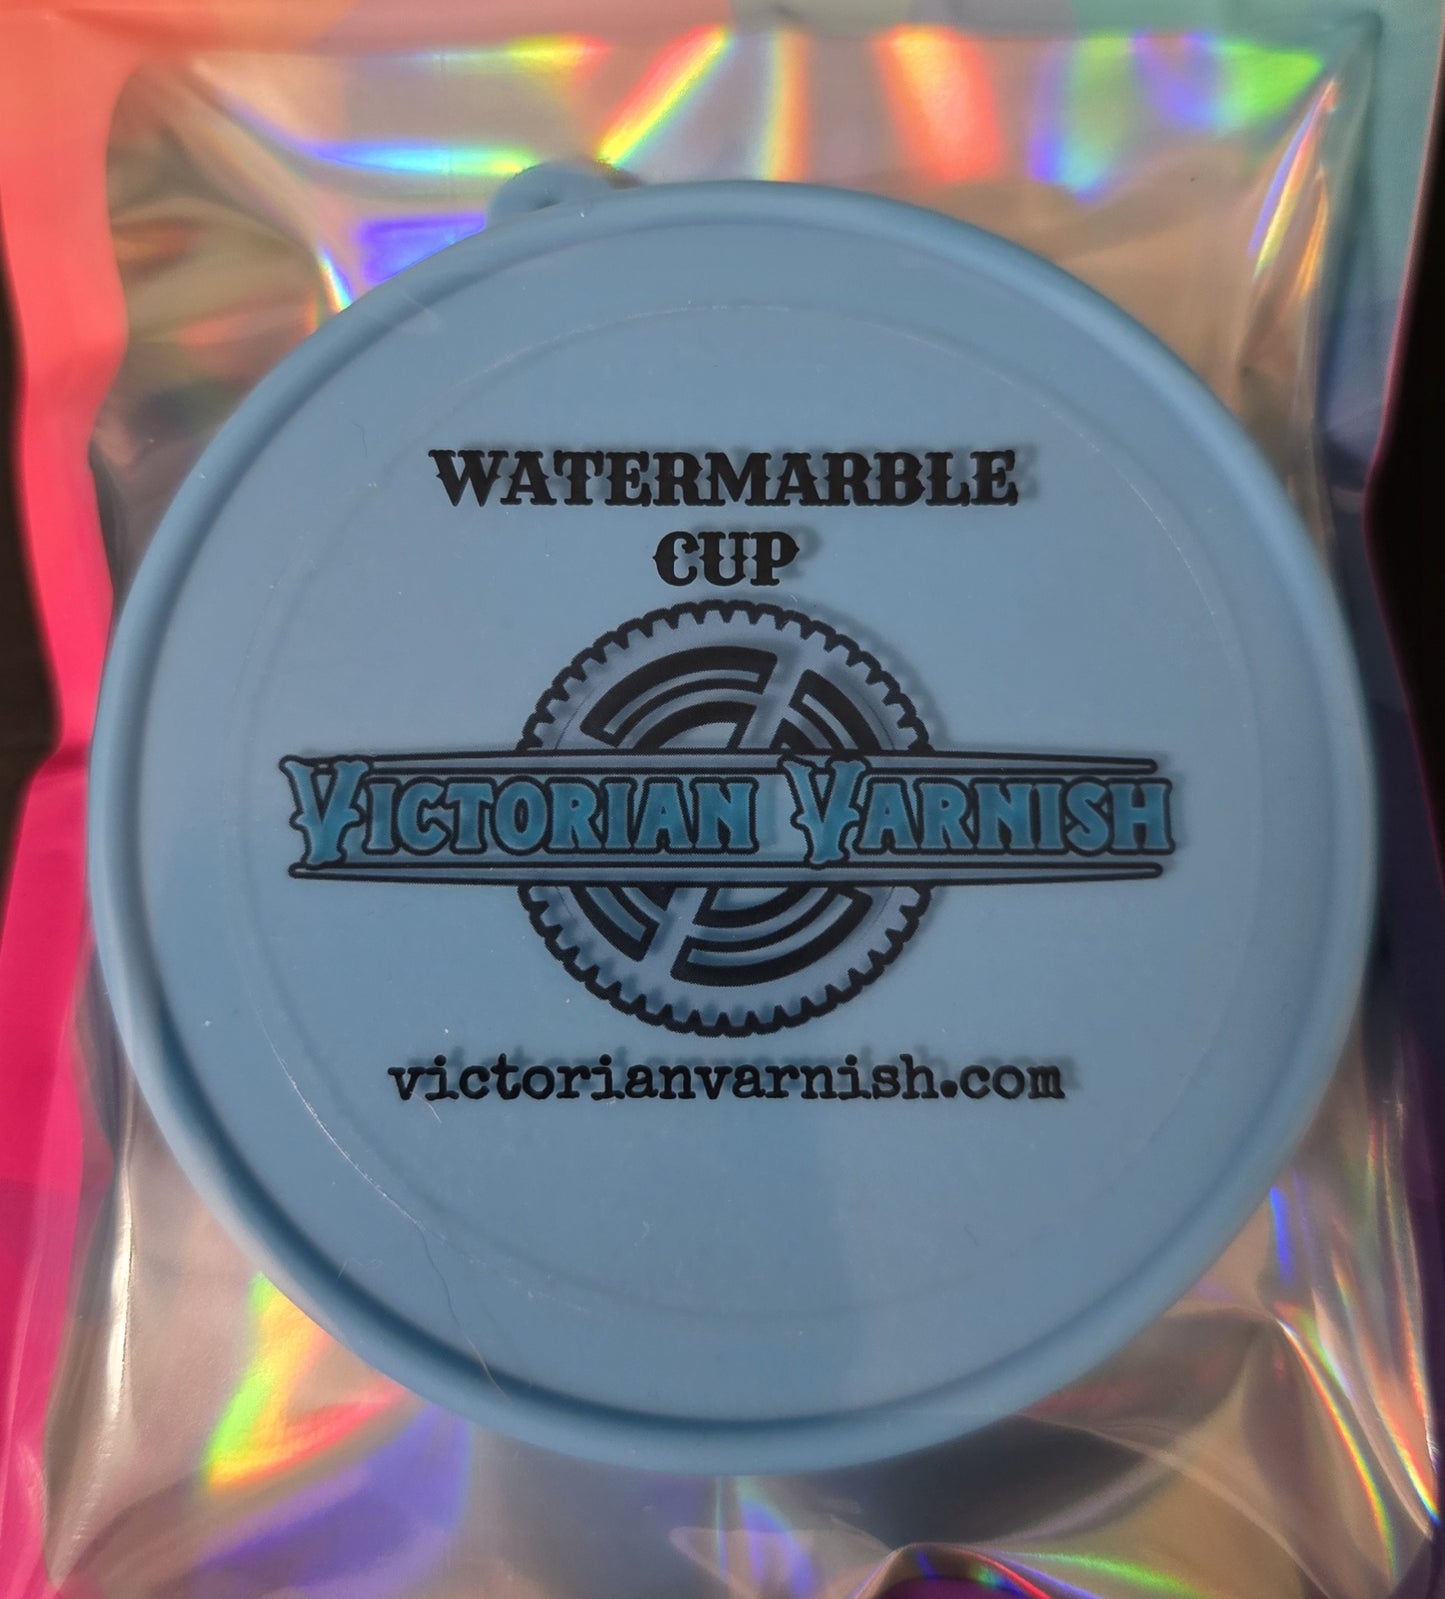 WATERMARBLE
CUP
VICTORIAN VARNISH
victorianvarnish.com